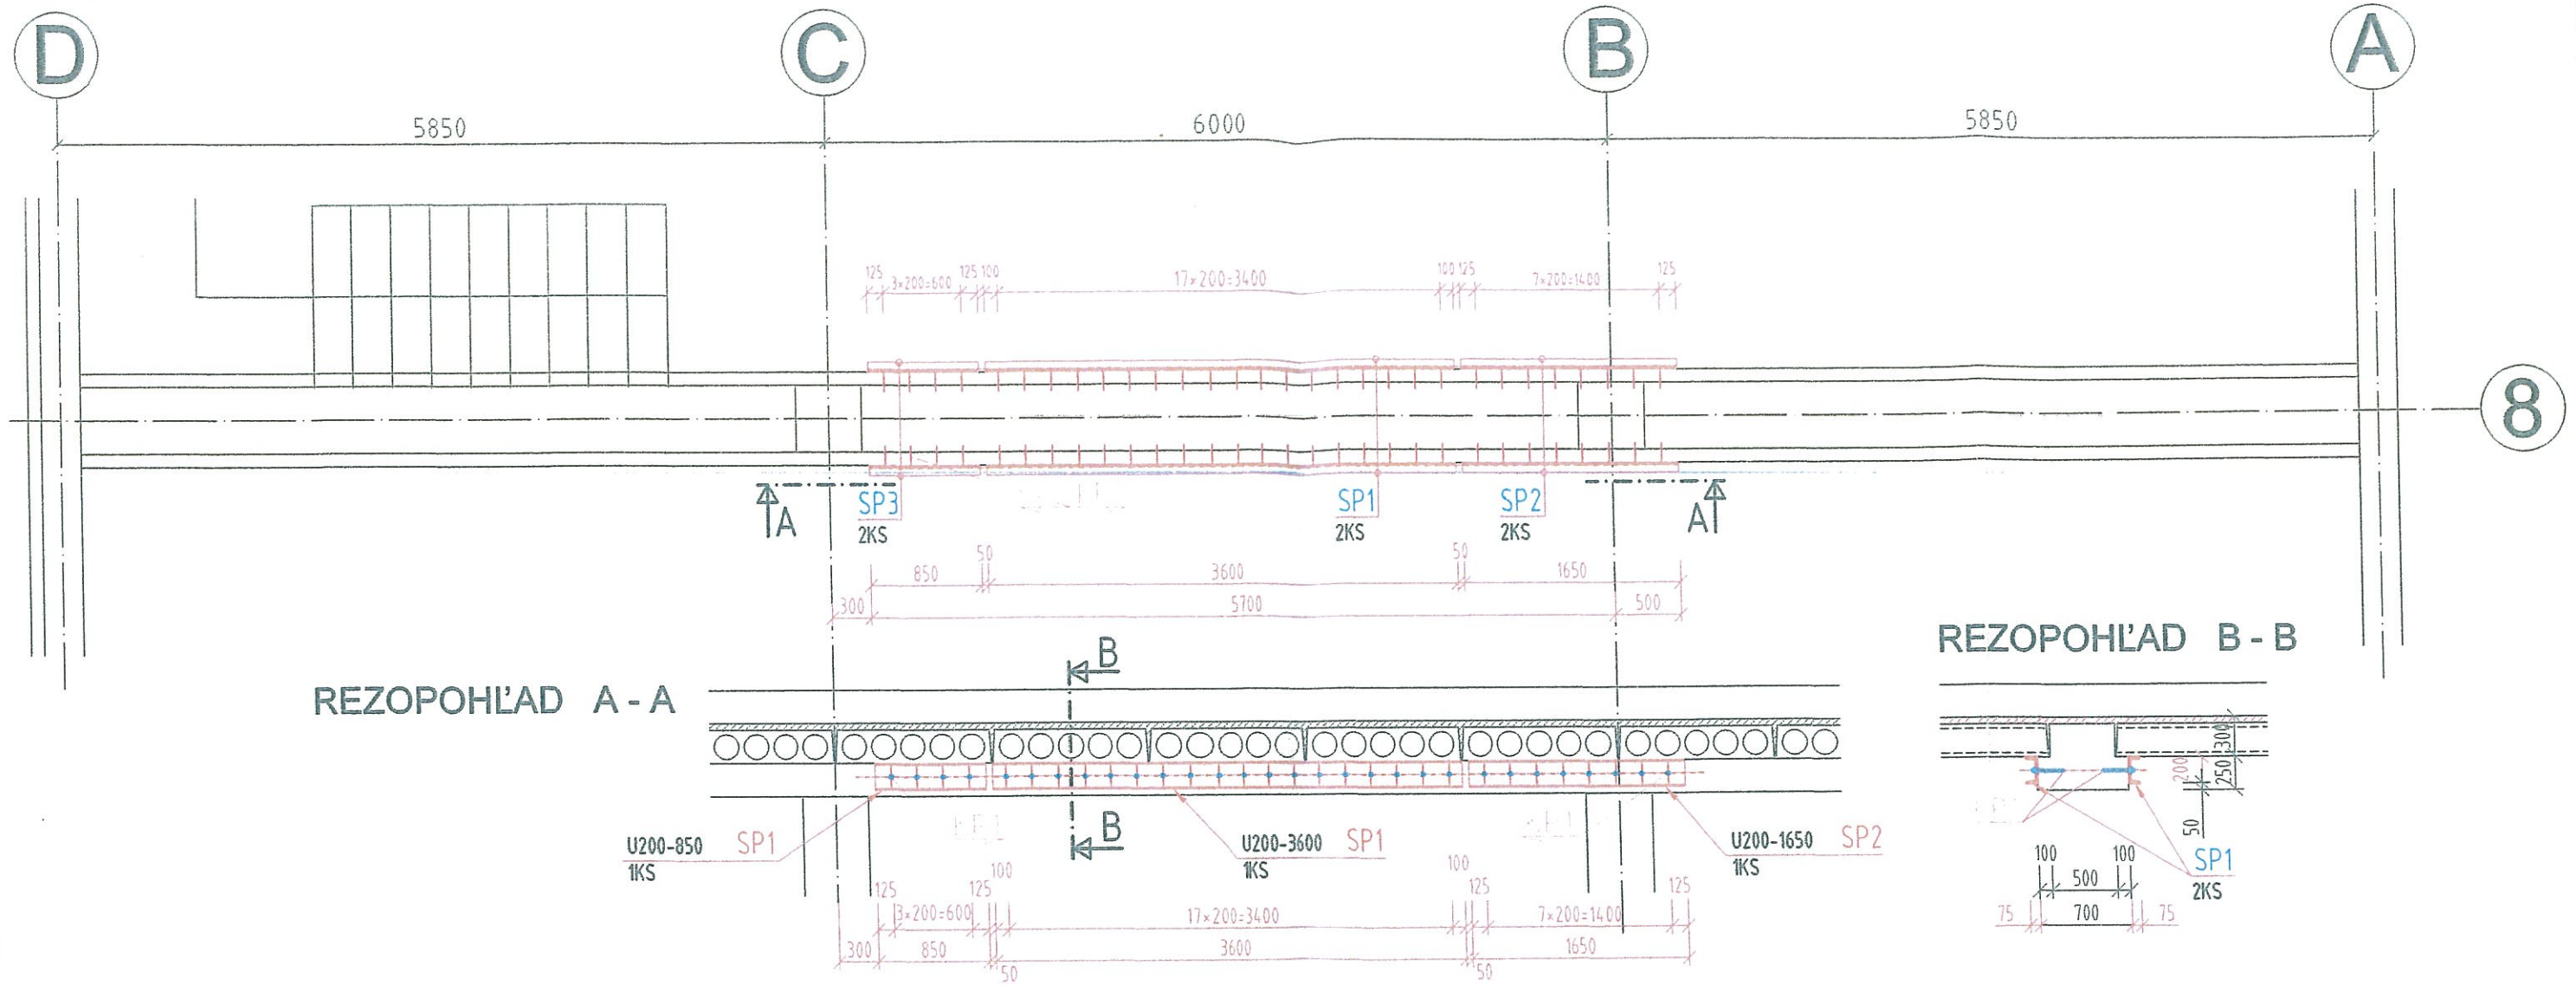 D C B A
5850 6000 5850
125 3×200=600 125 100 17×200=3400 100 125 7×200=1400 125
8
SP3
2KS
SP1
2KS
SP2
2KS
A A
50 50
850 3600 1650
300 5700 500
REZOPOHĽAD A - A
B
B
U200-850 SP1
1KS
U200-3600 SP1
1KS
U200-1650 SP2
1KS
125 125 100 100 125 125
3×200=600 17×200=3400 7×200=1400
300 850 3600 1650
50 50
REZOPOHĽAD B - B
300
200 250
50
SP1
2KS
100 100
500
75 700 75